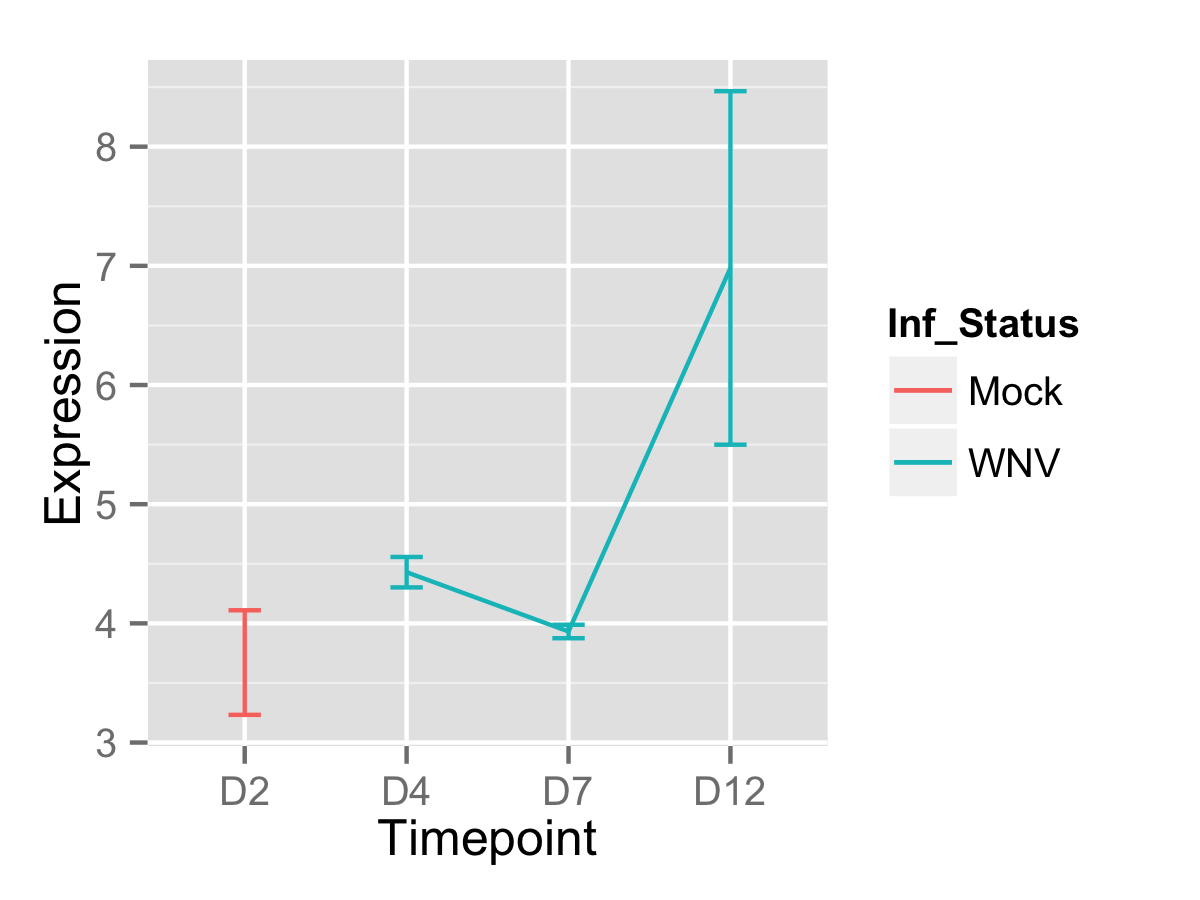 8
7
6
5
4
3
Expression
D2 D4 D7 D12
Timepoint
Inf_Status
Mock
WNV